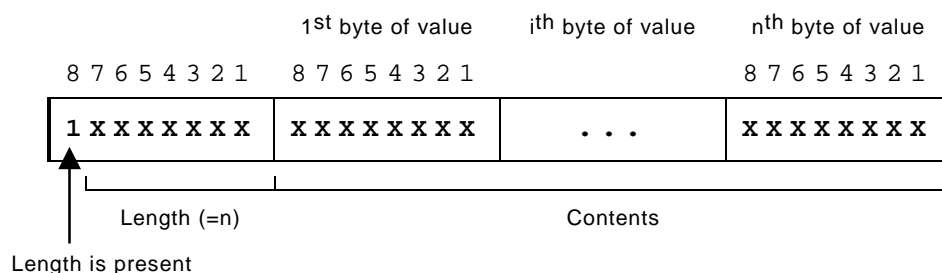 1st byte of value ith byte of value nth byte of value
8 7 6 5 4 3 2 1 8 7 6 5 4 3 2 1 8 7 6 5 4 3 2 1
1 x x x x x x x x x x x x x x x . . . x x x x x x x x
Length (=n) Contents
Length is present